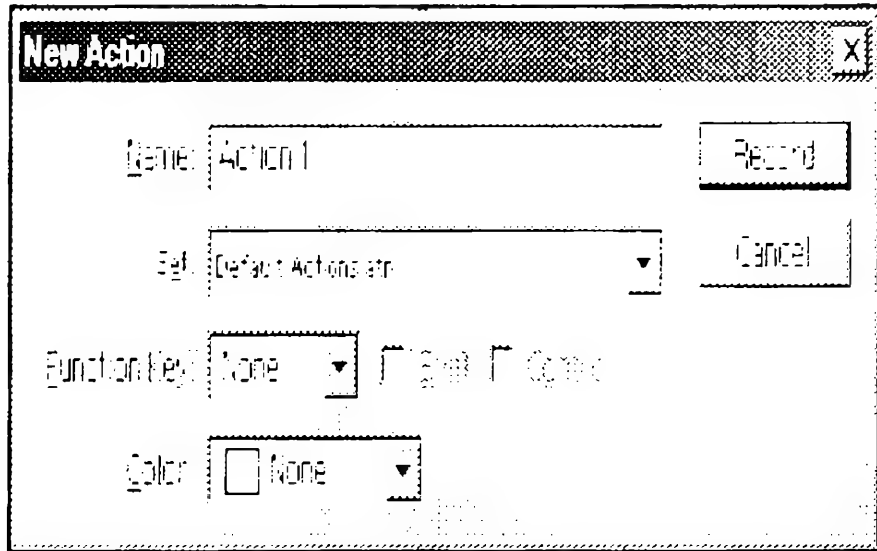 New Action
Name: Action 1
Record
Set: Default Actions.atn
Cancel
Function Key: None Shift Control
Color: None